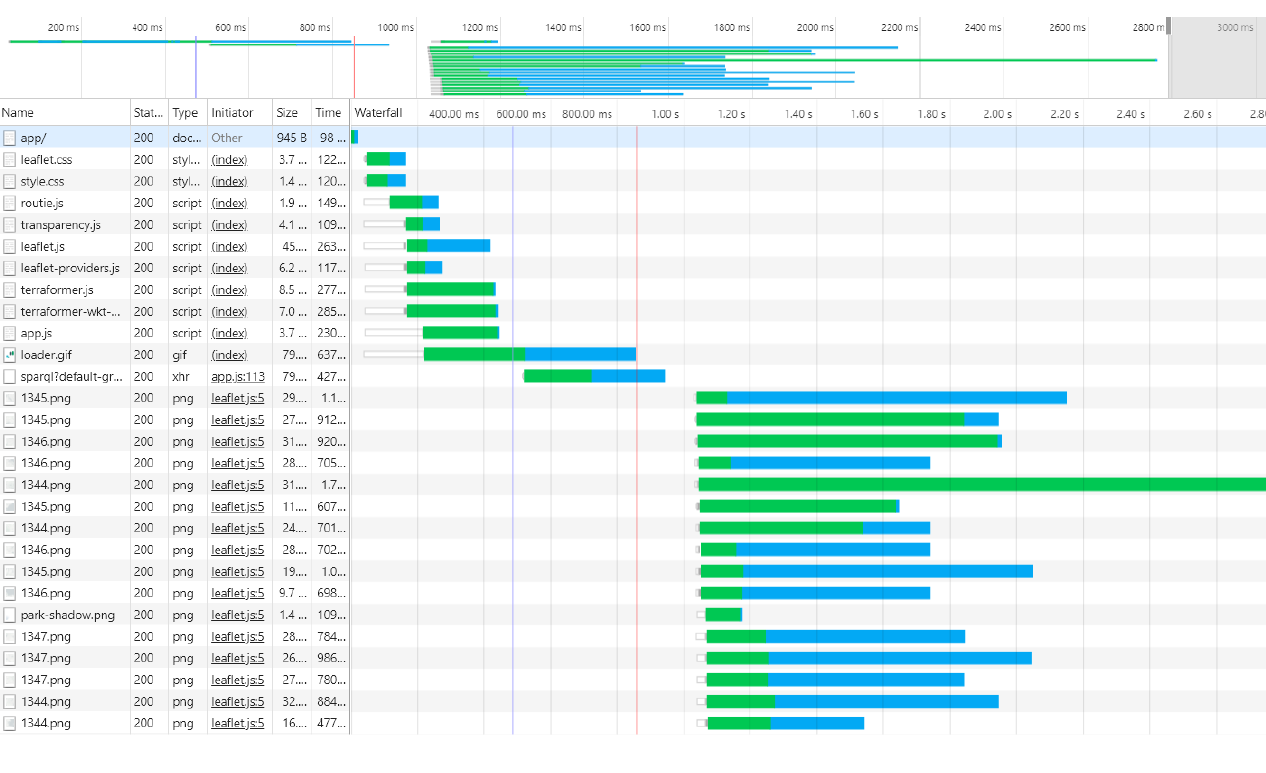 200 ms 400 ms 600 ms 800 ms 1000 ms 1200 ms 1400 ms 1600 ms 1800 ms 2000 ms 2200 ms 2400 ms 2600 ms 2800 m 3000 ms
Name Stat... Type Initiator Size Time Waterfall 400.00 ms 600.00 ms 800.00 ms 1.00 s 1.20 s 1.40 s 1.60 s 1.80 s 2.00 s 2.20 s 2.40 s 2.60 s 2.80
app/ 200 doc... Other 945 B 98 ...
leaflet.css 200 styl... (index) 3.7 ... 122...
style.css 200 styl... (index) 1.4 ... 120...
routie.js 200 script (index) 1.9 ... 149...
transparency.js 200 script (index) 4.1 ... 109...
leaflet.js 200 script (index) 45.... 263...
leaflet-providers.js 200 script (index) 6.2 ... 117...
terraformer.js 200 script (index) 8.5 ... 277...
terraformer-wkt-... 200 script (index) 7.0 ... 285...
app.js 200 script (index) 3.7 ... 230...
loader.gif 200 gif (index) 79.... 637...
sparql?default-gr... 200 xhr app.js:113 79.... 427...
1345.png 200 png leaflet.js:5 29.... 1.1...
1345.png 200 png leaflet.js:5 27.... 912...
1346.png 200 png leaflet.js:5 31.... 920...
1346.png 200 png leaflet.js:5 28.... 705...
1344.png 200 png leaflet.js:5 31.... 1.7...
1345.png 200 png leaflet.js:5 11.... 607...
1344.png 200 png leaflet.js:5 24.... 701...
1346.png 200 png leaflet.js:5 28.... 702...
1345.png 200 png leaflet.js:5 19.... 1.0...
1346.png 200 png leaflet.js:5 9.7 ... 698...
park-shadow.png 200 png leaflet.js:5 1.4 ... 109...
1347.png 200 png leaflet.js:5 28.... 784...
1347.png 200 png leaflet.js:5 26.... 986...
1347.png 200 png leaflet.js:5 27.... 780...
1344.png 200 png leaflet.js:5 32.... 884...
1344.png 200 png leaflet.js:5 16.... 477...